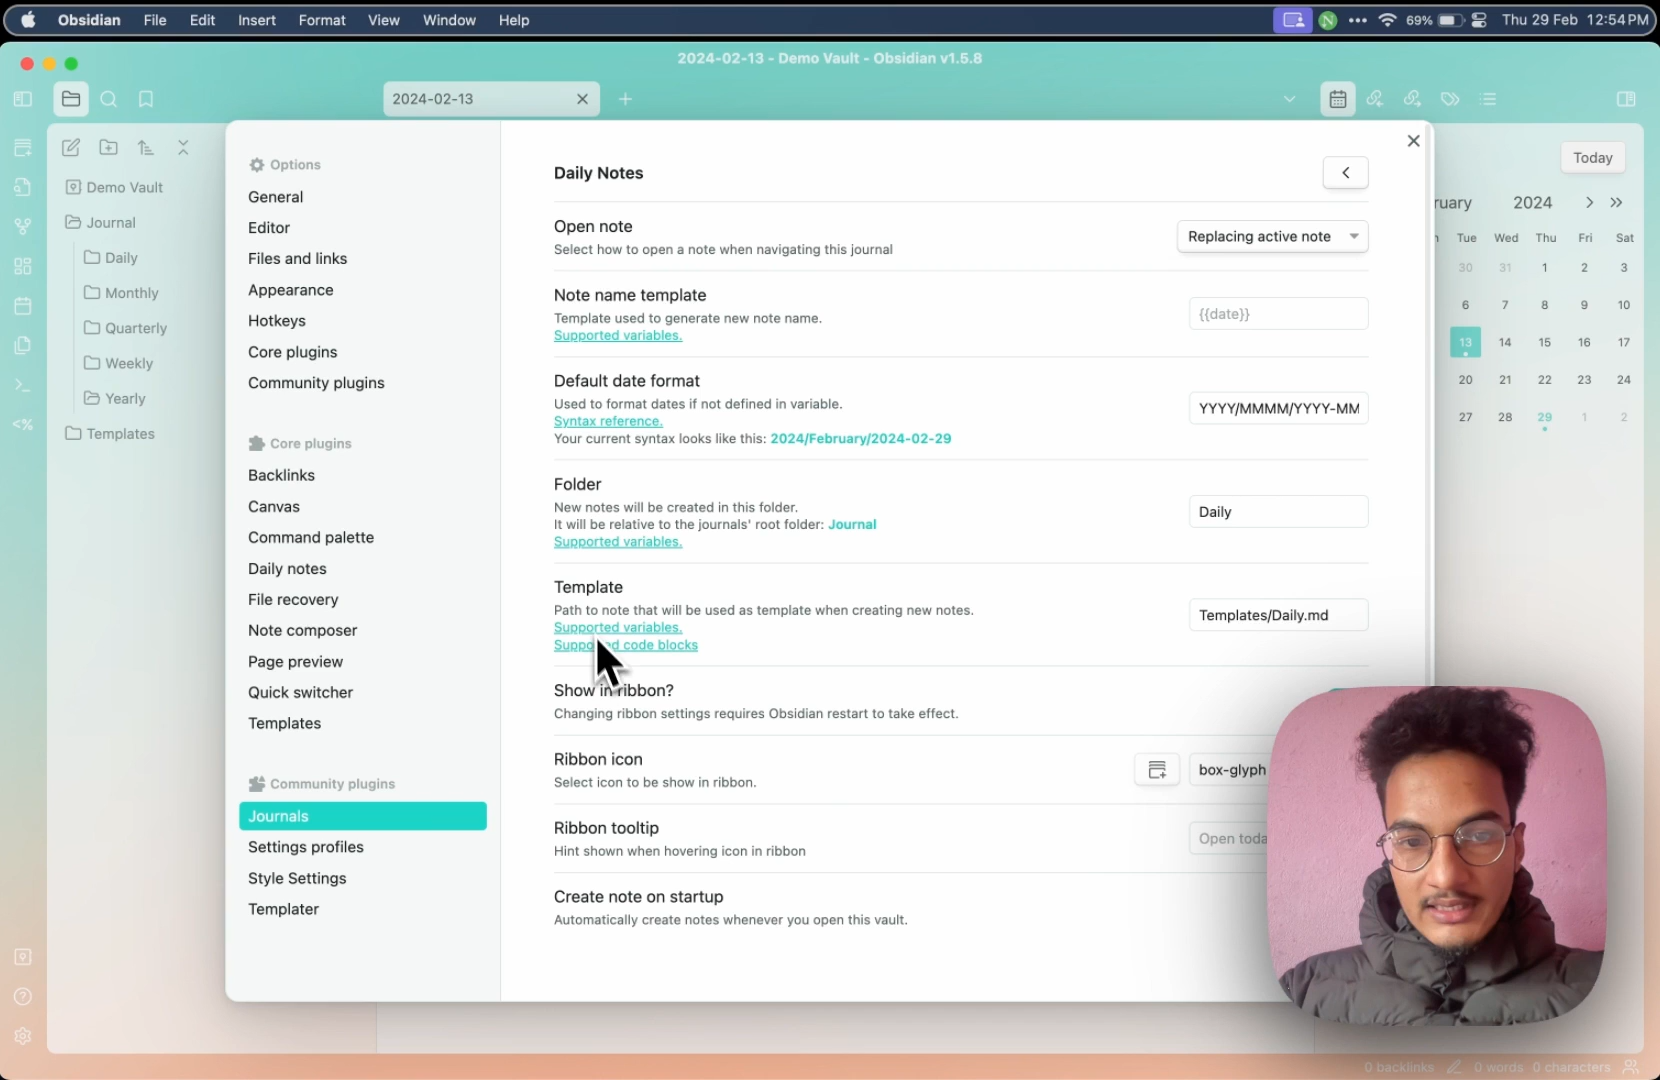 Obsidian File Edit Insert Format View Window Help
69% Thu 29 Feb 12:54 PM
2024-02-13 - Demo Vault - Obsidian v1.5.8
2024-02-13
Demo Vault
Journal
Daily
Monthly
Quarterly
Weekly
Yearly
Templates
Options
General
Editor
Files and links
Appearance
Hotkeys
Core plugins
Community plugins
Core plugins
Backlinks
Canvas
Command palette
Daily notes
File recovery
Note composer
Page preview
Quick switcher
Templates
Community plugins
Journals
Settings profiles
Style Settings
Templater
Daily Notes
Open note
Select how to open a note when navigating this journal
Replacing active note
Note name template
Template used to generate new note name.
Supported variables.
{{date}}
Default date format
Used to format dates if not defined in variable.
Syntax reference.
Your current syntax looks like this: 2024/February/2024-02-29
YYYY/MMMM/YYYY-MM
Folder
New notes will be created in this folder.
It will be relative to the journals' root folder: Journal
Supported variables.
Daily
Template
Path to note that will be used as template when creating new notes.
Supported variables.
code blocks
Templates/Daily.md
Show in ribbon?
Changing ribbon settings requires Obsidian restart to take effect.
Ribbon icon
Select icon to be show in ribbon.
box-glyph
Ribbon tooltip
Hint shown when hovering icon in ribbon
Open toda
Create note on startup
Automatically create notes whenever you open this vault.
Today
ruary 2024
Tue Wed Thu Fri Sat
30 31 1 2 3
6 7 8 9 10
13 14 15 16 17
20 21 22 23 24
27 28 29 1 2
0 backlinks 0 words 0 characters